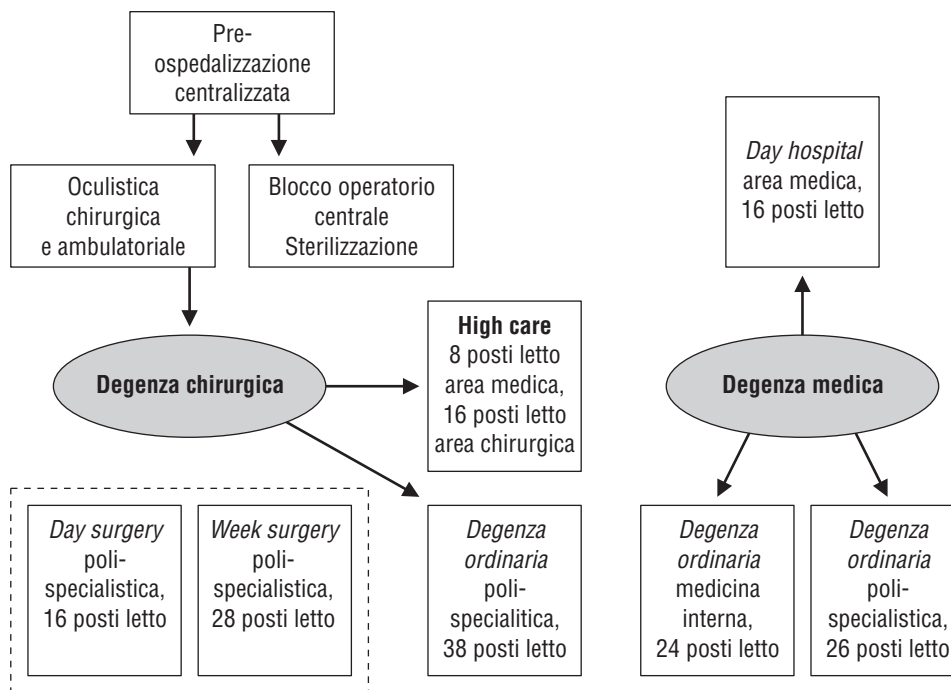 Pre-
ospedalizzazione
centralizzata
Oculistica
chirurgica
e ambulatoriale
Blocco operatorio
centrale
Sterilizzazione
Day hospital
area medica,
16 posti letto
High care
8 posti letto
area medica,
16 posti letto
area chirurgica
Degenza chirurgica
Degenza medica
Day surgery
poli-
specialistica,
16 posti letto
Week surgery
poli-
specialistica,
28 posti letto
Degenza
ordinaria
poli-
specialitica,
38 posti letto
Degenza
ordinaria
medicina
interna,
24 posti letto
Degenza
ordinaria
poli-
specialistica,
26 posti letto